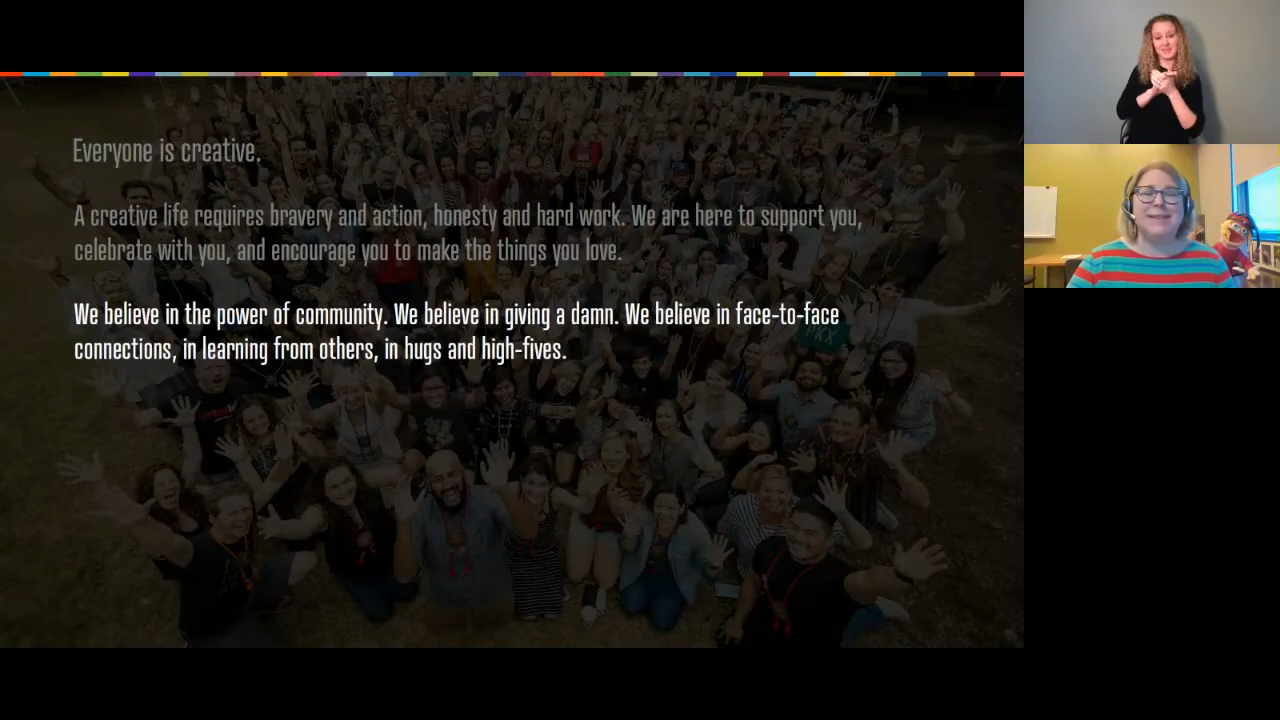 Everyone is creative.
A creative life requires bravery and action, honesty and hard work. We are here to support you,
celebrate with you, and encourage you to make the things you love.
We believe in the power of community. We believe in giving a damn. We believe in face-to-face
connections, in learning from others, in hugs and high-fives.